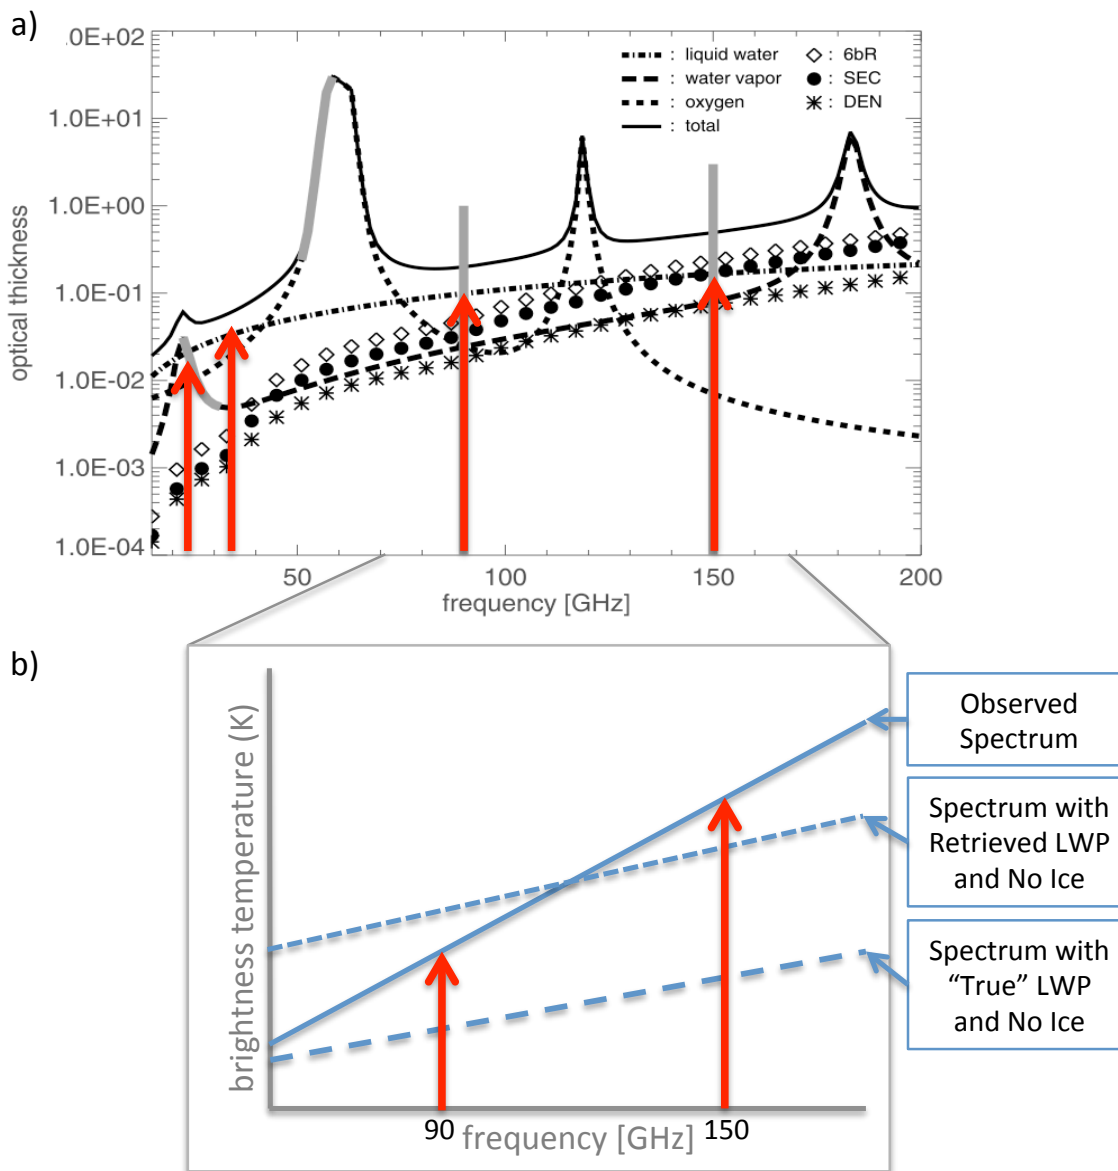 a)
.0E+02
1.0E+01
1.0E+00
1.0E-01
1.0E-02
1.0E-03
1.0E-04
optical thickness
: liquid water
: water vapor
: oxygen
: total
: 6bR
: SEC
: DEN
50
100
150
200
frequency [GHz]
b)
brightness temperature (K)
90
150
frequency [GHz]
Observed
Spectrum
Spectrum with
Retrieved LWP
and No Ice
Spectrum with
“True” LWP
and No Ice